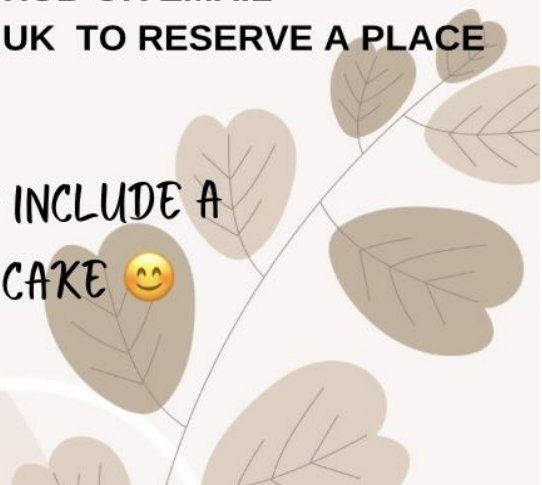 UK TO RESERVE A PLACE
INCLUDE A
CAKE 😊